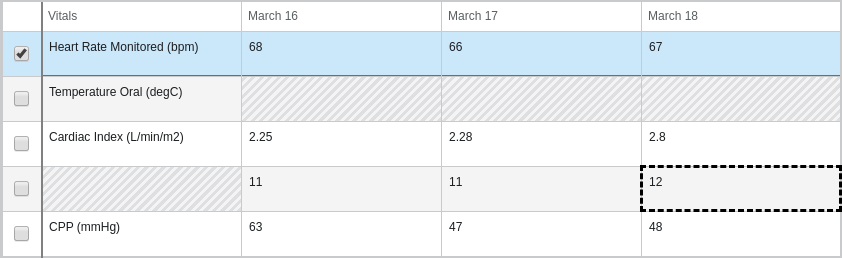 Vitals March 16 March 17 March 18
Heart Rate Monitored (bpm) 68 66 67
Temperature Oral (degC)
Cardiac Index (L/min/m2) 2.25 2.28 2.8
11 11 12
CPP (mmHg) 63 47 48